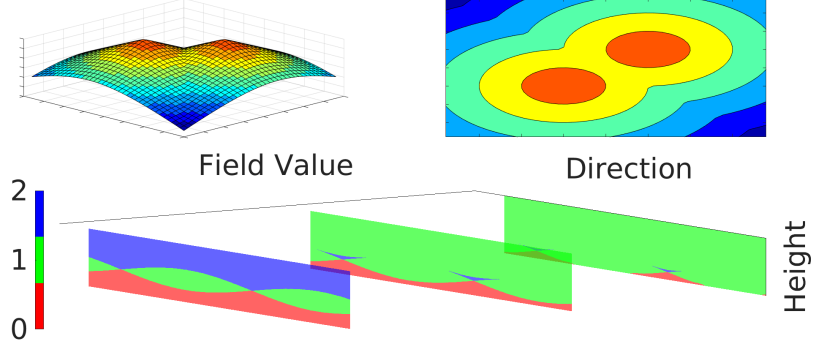 Field Value
Direction
2
1
0
Height